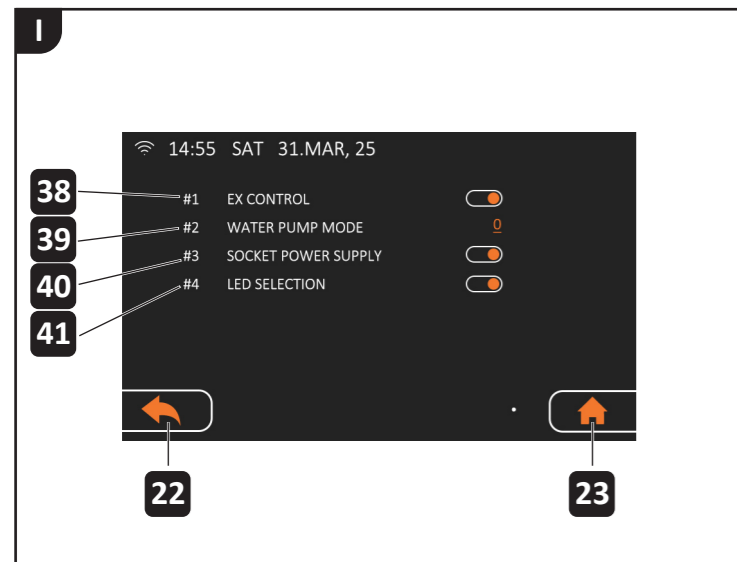 I
14:55 SAT 31.MAR, 25
38 #1 EX CONTROL
39 #2 WATER PUMP MODE 0
40 #3 SOCKET POWER SUPPLY
41 #4 LED SELECTION
22 23